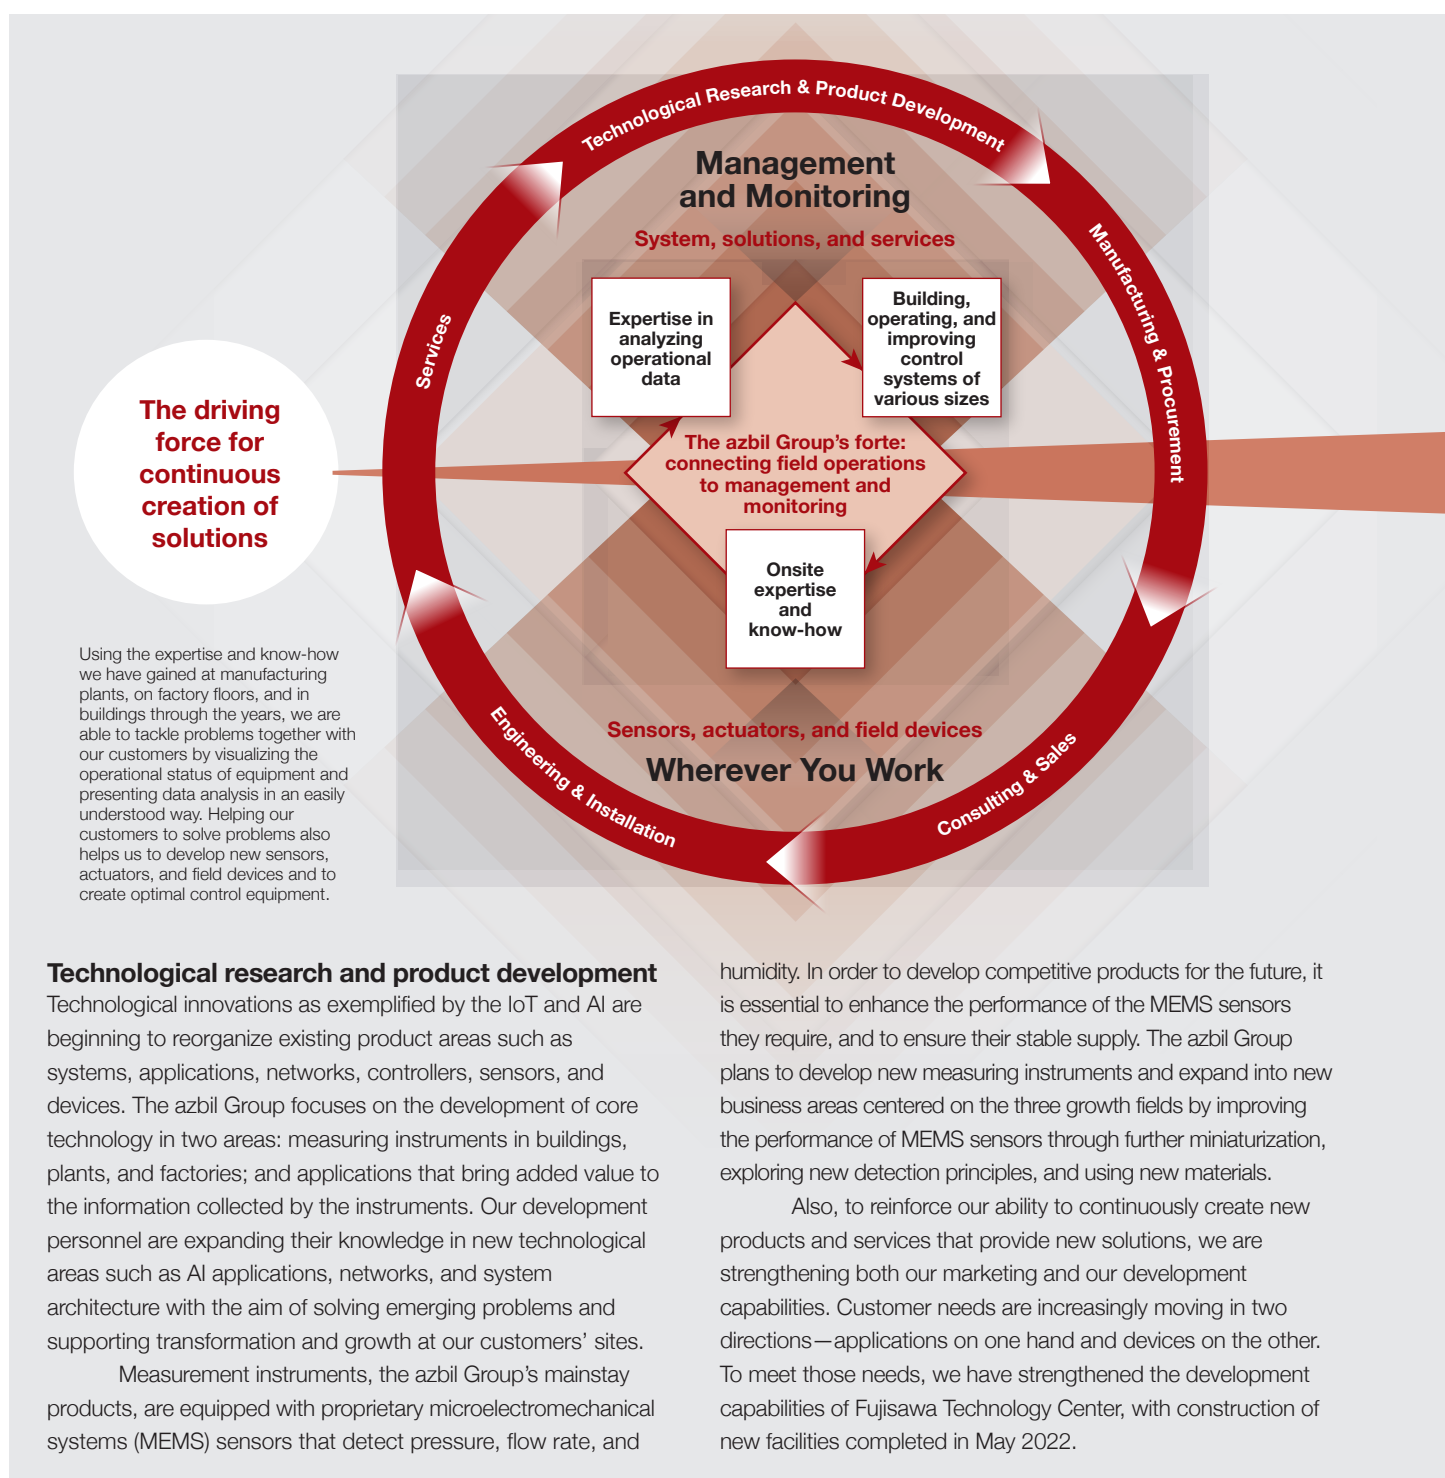 Technological Research & Product Development
Manufacturing & Procurement
Consulting & Sales
Engineering & Installation
Services
Management
and Monitoring
System, solutions, and services
Expertise in
analyzing
operational
data
Building,
operating, and
improving
control
systems of
various sizes
The azbil Group’s forte:
connecting field operations
to management and
monitoring
Onsite
expertise
and
know-how
Sensors, actuators, and field devices
Wherever You Work
The driving
force for
continuous
creation of
solutions
Using the expertise and know-how
we have gained at manufacturing
plants, on factory floors, and in
buildings through the years, we are
able to tackle problems together with
our customers by visualizing the
operational status of equipment and
presenting data analysis in an easily
understood way. Helping our
customers to solve problems also
helps us to develop new sensors,
actuators, and field devices and to
create optimal control equipment.
Technological research and product development
Technological innovations as exemplified by the IoT and AI are
beginning to reorganize existing product areas such as
systems, applications, networks, controllers, sensors, and
devices. The azbil Group focuses on the development of core
technology in two areas: measuring instruments in buildings,
plants, and factories; and applications that bring added value to
the information collected by the instruments. Our development
personnel are expanding their knowledge in new technological
areas such as AI applications, networks, and system
architecture with the aim of solving emerging problems and
supporting transformation and growth at our customers’ sites.
Measurement instruments, the azbil Group’s mainstay
products, are equipped with proprietary microelectromechanical
systems (MEMS) sensors that detect pressure, flow rate, and
humidity. In order to develop competitive products for the future, it
is essential to enhance the performance of the MEMS sensors
they require, and to ensure their stable supply. The azbil Group
plans to develop new measuring instruments and expand into new
business areas centered on the three growth fields by improving
the performance of MEMS sensors through further miniaturization,
exploring new detection principles, and using new materials.
Also, to reinforce our ability to continuously create new
products and services that provide new solutions, we are
strengthening both our marketing and our development
capabilities. Customer needs are increasingly moving in two
directions—applications on one hand and devices on the other.
To meet those needs, we have strengthened the development
capabilities of Fujisawa Technology Center, with construction of
new facilities completed in May 2022.